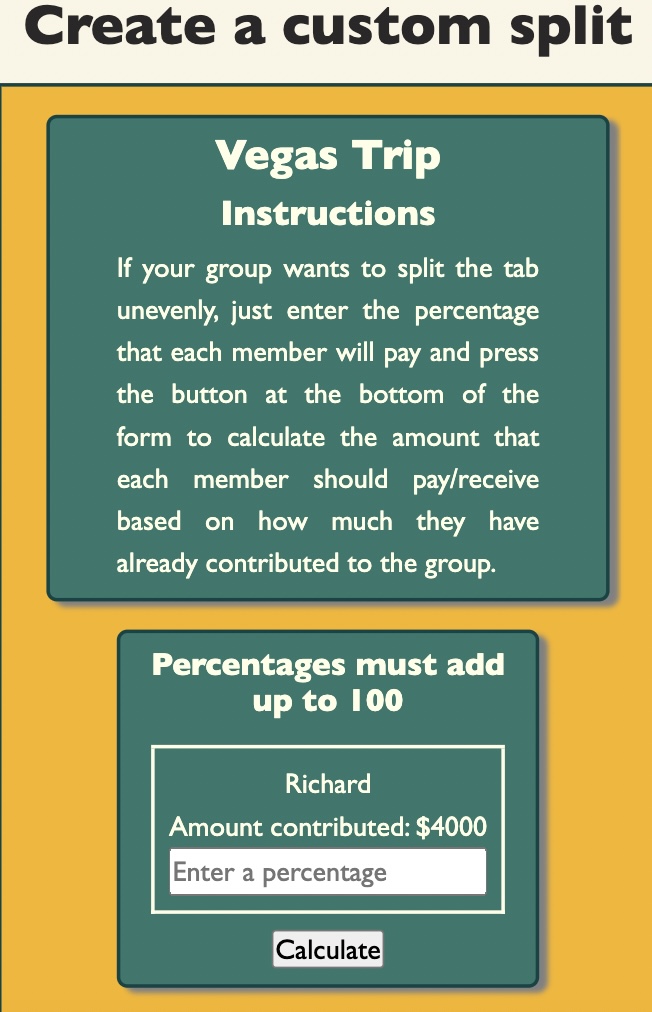 Create a custom split
Vegas Trip
Instructions
If your group wants to split the tab
unevenly, just enter the percentage
that each member will pay and press
the button at the bottom of the
form to calculate the amount that
each member should pay/receive
based on how much they have
already contributed to the group.
Percentages must add
up to 100
Richard
Amount contributed: $4000
Enter a percentage
Calculate